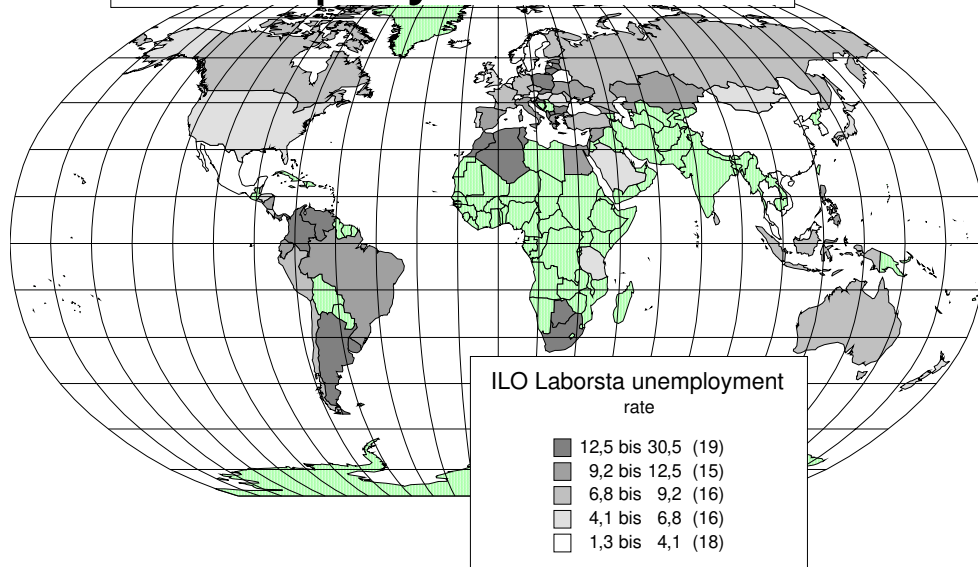 ILO Laborsta unemployment
rate
12,5 bis 30,5 (19)
9,2 bis 12,5 (15)
6,8 bis 9,2 (16)
4,1 bis 6,8 (16)
1,3 bis 4,1 (18)